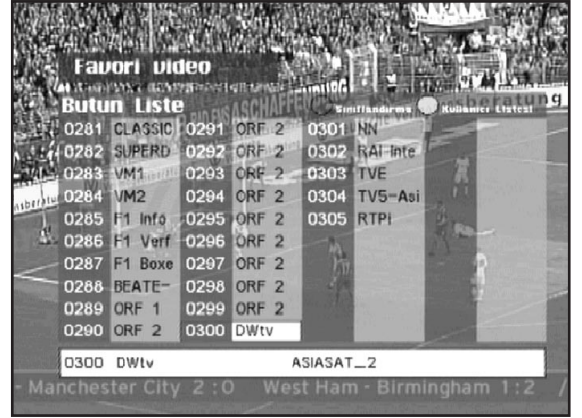 Favori video
Butun Liste
Siniflandirma Kullanici Listesi
0281 CLASSIC 0291 ORF 2 0301 NN
0282 SUPERD 0292 ORF 2 0302 RAI Inte
0283 VM1 0293 ORF 2 0303 TVE
0284 VM2 0294 ORF 2 0304 TV5-Asi
0285 F1 Info 0295 ORF 2 0305 RTPi
0286 F1 Verf 0296 ORF 2
0287 F1 Boxe 0297 ORF 2
0288 BEATE- 0298 ORF 2
0289 ORF 1 0299 ORF 2
0290 ORF 2 0300 DWtv
0300 DWtv ASIASAT_2
- Manchester City 2:0 West Ham - Birmingham 1:2 /